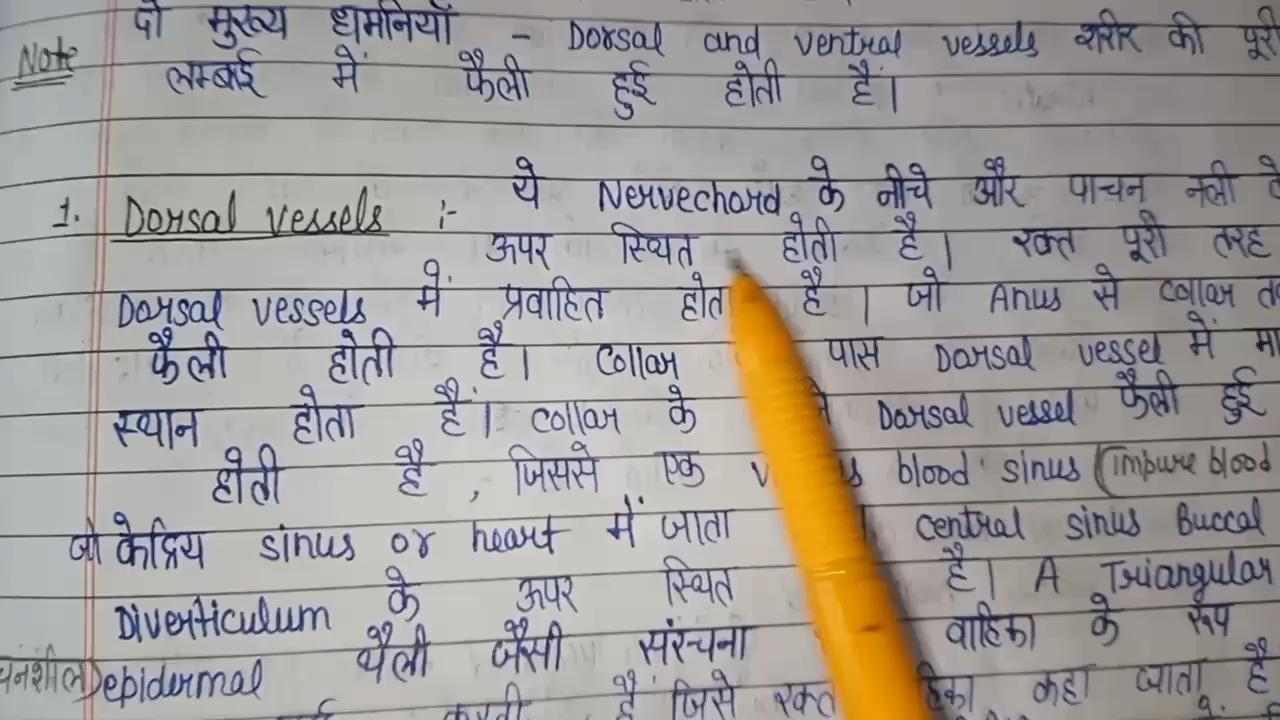 दो मुख्य धमनियाँ - Dorsal and ventral vessels शरीर की पूरी
Note
लम्बाई में फैली हुई होती हैं।
ये Nervechord के नीचे और पाचन नली के
1. Dorsal vessels :-
ऊपर स्थित होती है। रक्त पूरी तरह
Dorsal vessels में प्रवाहित होता है। जो Anus से collar
फैली होती है। collar पास Dorsal vessel में
स्थान होता हैं। collar के Dorsal vessel फैली हुई
होती है, जिससे एक blood sinus (impure blood
जो केद्रिय sinus or heart में जाता central sinus Buccal
Diverticulum के ऊपर स्थित है। A Triangular
epidermal थैली जैसी संरचना वाहिका के रूप
हैं जिसे रक्त कहा जाता है